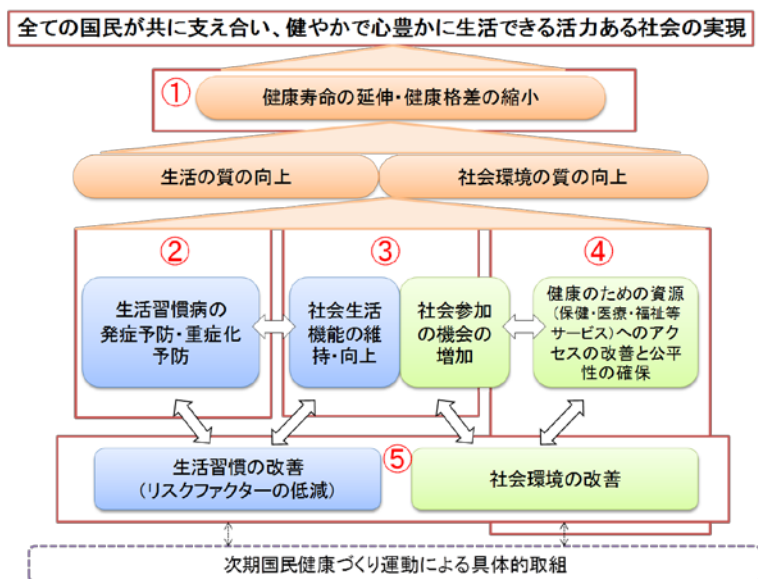 全ての国民が共に支え合い、健やかで心豊かに生活できる活力ある社会の実現
①
健康寿命の延伸・健康格差の縮小
生活の質の向上
社会環境の質の向上
②
③
④
生活習慣病の
発症予防・重症化
予防
社会生活
機能の維
持・向上
社会参加
の機会の
増加
健康のための資源
(保健・医療・福祉等
サービス)へのアク
セスの改善と公平
性の確保
⑤
生活習慣の改善
(リスクファクターの低減)
社会環境の改善
次期国民健康づくり運動による具体的取組